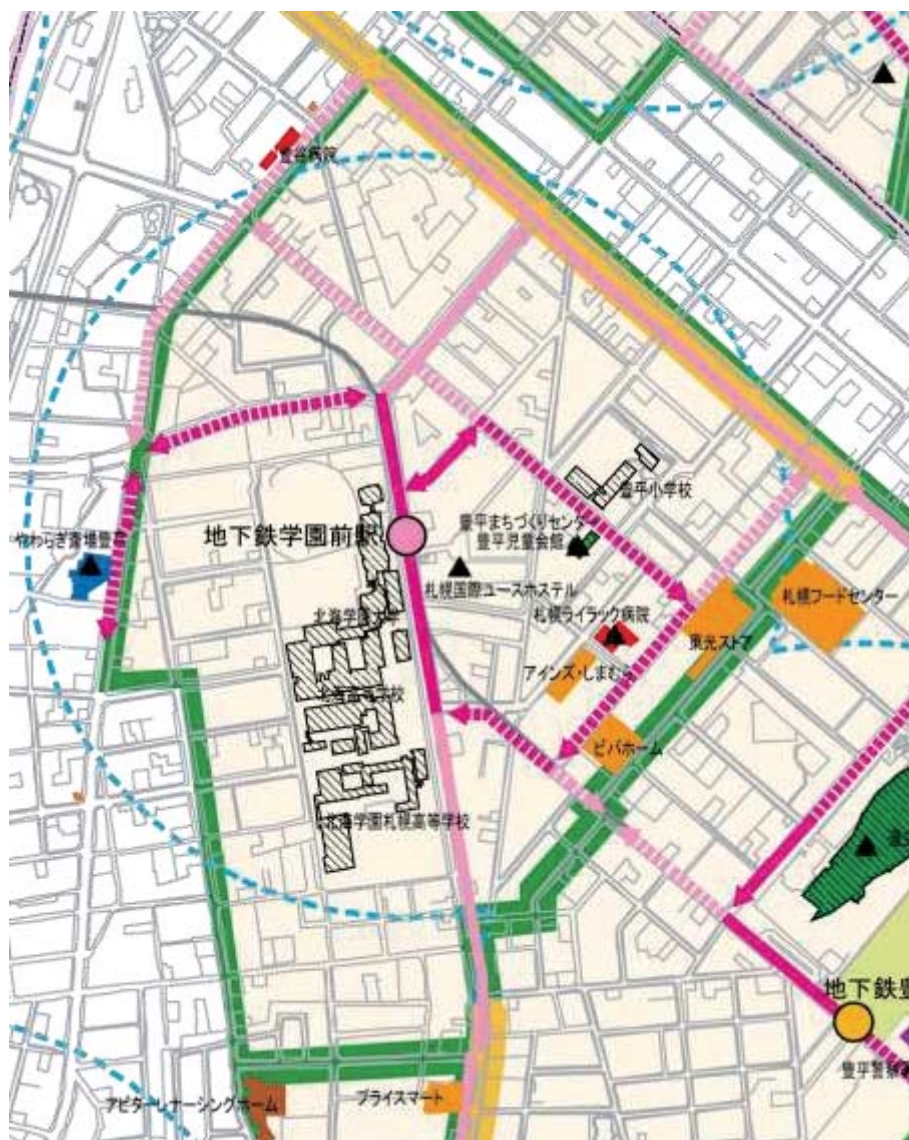 豊谷病院
豊平小学校
豊平まちづくりセンター
豊平児童会館
地下鉄学園前駅
やわらぎ斎場豊平
札幌国際ユースホステル
札幌フードセンター
札幌ライラック病院
北海学園大学
東光ストア
アインズ・しまむら
北海高等学校
ビバホーム
北海学園札幌高等学校
地下鉄豊
豊平警察
アビターレナーシングホーム
プライスマート